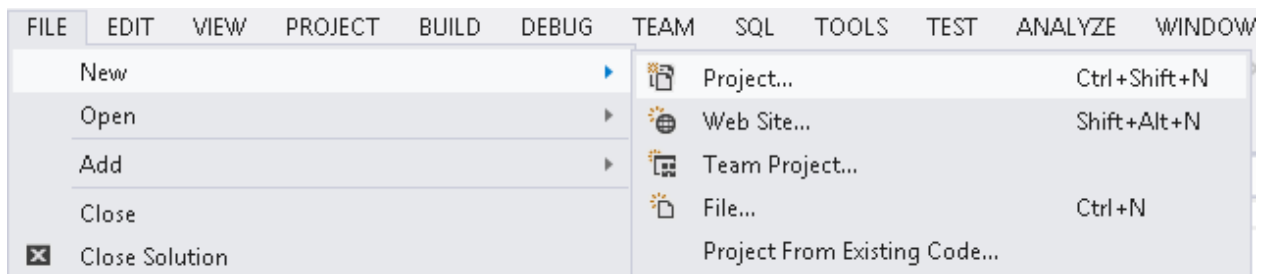 FILE EDIT VIEW PROJECT BUILD DEBUG TEAM SQL TOOLS TEST ANALYZE WINDOW
New
Open
Add
Close
Close Solution
Project... Ctrl+Shift+N
Web Site... Shift+Alt+N
Team Project...
File... Ctrl+N
Project From Existing Code...